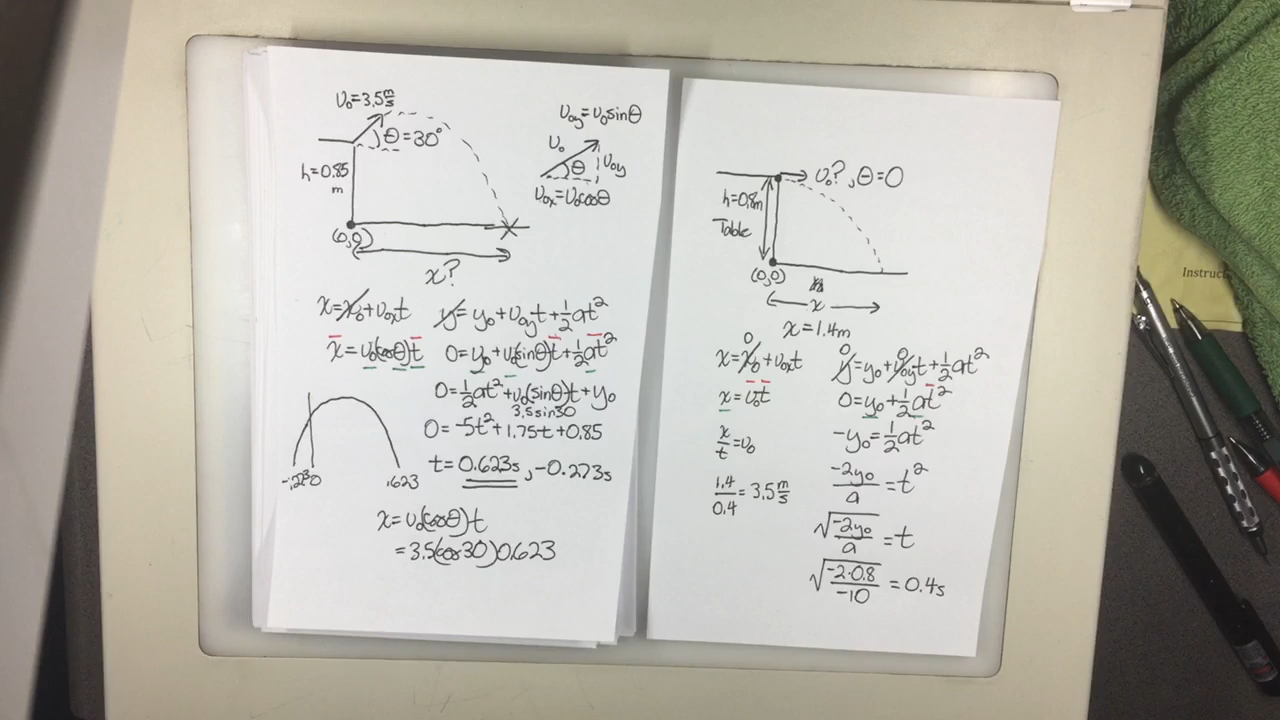 v₀=3.5m/s
θ=30°
h=0.85
m
(0,0)
x?
v₀y=v₀sinθ
v₀
θ
v₀y
v₀x=v₀cosθ
x=x₀+v₀ₓt
y=y₀+v₀yt+½at²
x=v₀(cosθ)t
0=y₀+v₀(sinθ)t+½at²
0=½at²+v₀(sinθ)t+y₀
3.5sin30
0=-5t²+1.75t+0.85
t=0.623s,-0.273s
-.273
0
.623
x=v₀(cosθ)t
=3.5(cos30)0.623
v₀?,θ=0
h=0.8m
Table
(0,0)
x
x=1.4m
0
x=x₀+v₀ₓt
0
0
y=y₀+v₀yt+½at²
x=v₀t
0=y₀+½at²
x/t=v₀
-y₀=½at²
-2y₀/a=t²
1.4/0.4=3.5m/s
√(-2y₀/a)=t
√(-2·0.8/-10)=0.4s
Instruc